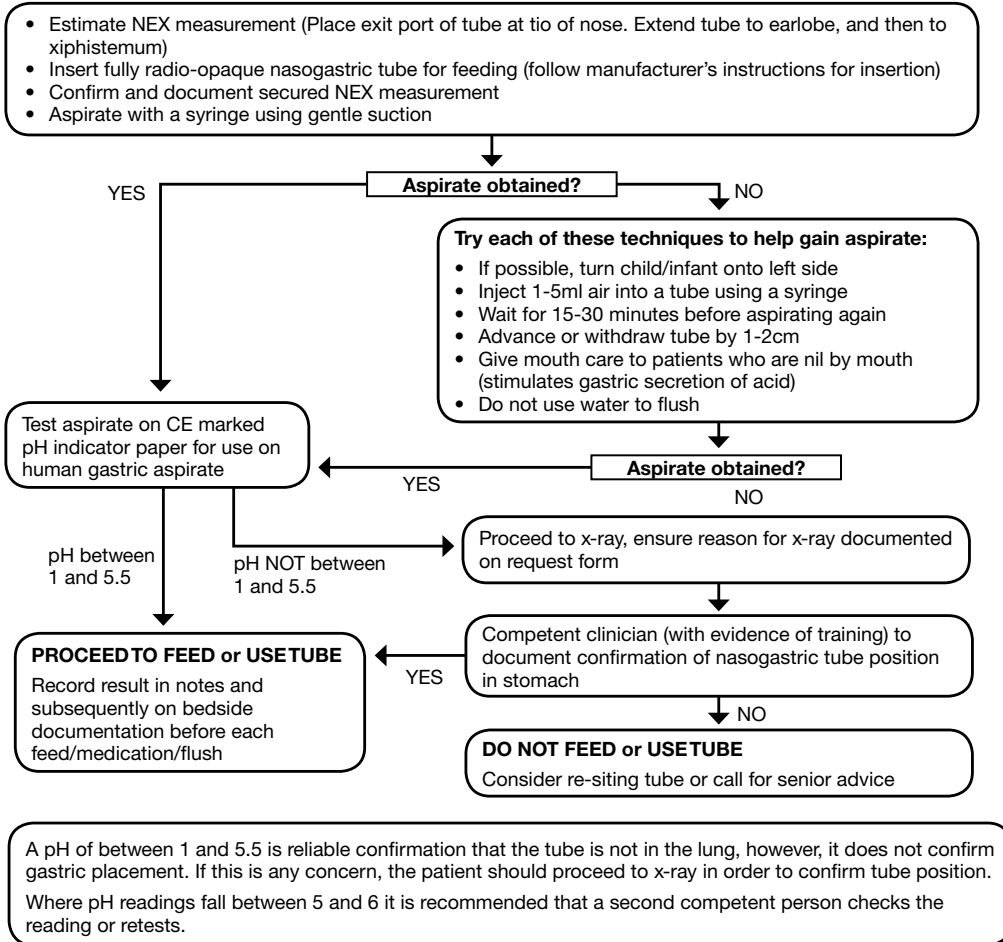 • Estimate NEX measurement (Place exit port of tube at tio of nose. Extend tube to earlobe, and then to
xiphistemum)
• Insert fully radio-opaque nasogastric tube for feeding (follow manufacturer's instructions for insertion)
• Confirm and document secured NEX measurement
• Aspirate with a syringe using gentle suction
Aspirate obtained?
YES
NO
Try each of these techniques to help gain aspirate:
• If possible, turn child/infant onto left side
• Inject 1-5ml air into a tube using a syringe
• Wait for 15-30 minutes before aspirating again
• Advance or withdraw tube by 1-2cm
• Give mouth care to patients who are nil by mouth
(stimulates gastric secretion of acid)
• Do not use water to flush
Test aspirate on CE marked
pH indicator paper for use on
human gastric aspirate
Aspirate obtained?
YES
NO
pH between
1 and 5.5
pH NOT between
1 and 5.5
Proceed to x-ray, ensure reason for x-ray documented
on request form
Competent clinician (with evidence of training) to
document confirmation of nasogastric tube position
in stomach
YES
NO
PROCEED TO FEED or USE TUBE
Record result in notes and
subsequently on bedside
documentation before each
feed/medication/flush
DO NOT FEED or USE TUBE
Consider re-siting tube or call for senior advice
A pH of between 1 and 5.5 is reliable confirmation that the tube is not in the lung, however, it does not confirm
gastric placement. If this is any concern, the patient should proceed to x-ray in order to confirm tube position.
Where pH readings fall between 5 and 6 it is recommended that a second competent person checks the
reading or retests.